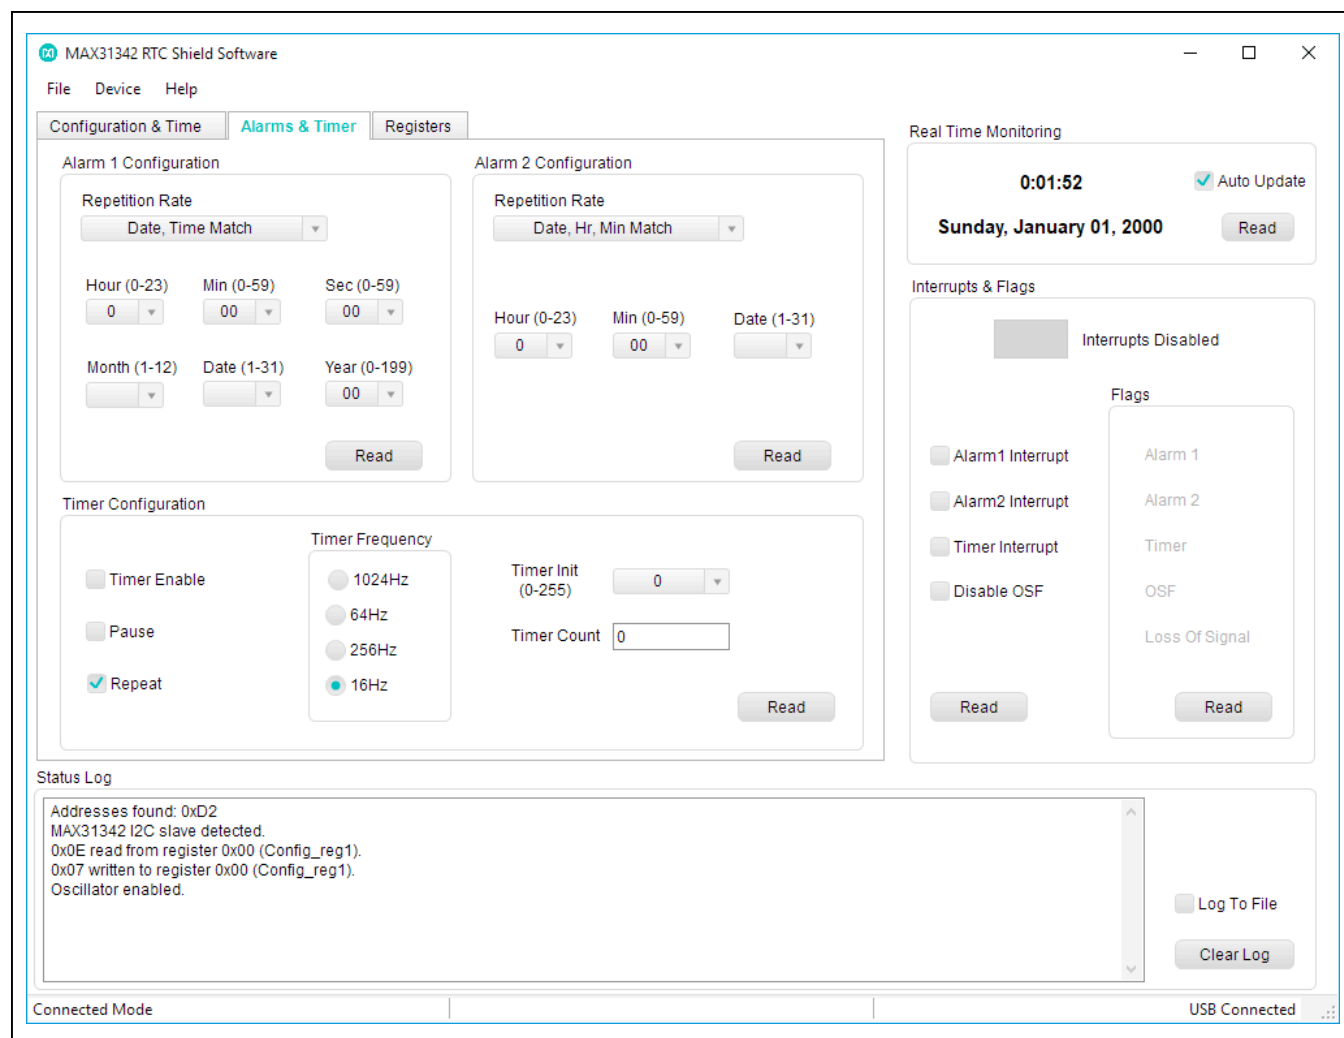 MAX31342 RTC Shield Software
File Device Help
Configuration & Time Alarms & Timer Registers
Alarm 1 Configuration
Repetition Rate
Date, Time Match
Hour (0-23) Min (0-59) Sec (0-59)
0 00 00
Month (1-12) Date (1-31) Year (0-199)
00
Read
Alarm 2 Configuration
Repetition Rate
Date, Hr, Min Match
Hour (0-23) Min (0-59) Date (1-31)
0 00
Read
Timer Configuration
Timer Enable
Pause
Repeat
Timer Frequency
1024Hz
64Hz
256Hz
16Hz
Timer Init
(0-255)
0
Timer Count 0
Read
Real Time Monitoring
0:01:52 Auto Update
Sunday, January 01, 2000 Read
Interrupts & Flags
Interrupts Disabled
Alarm1 Interrupt
Alarm2 Interrupt
Timer Interrupt
Disable OSF
Read
Flags
Alarm 1
Alarm 2
Timer
OSF
Loss Of Signal
Read
Status Log
Addresses found: 0xD2
MAX31342 I2C slave detected.
0x0E read from register 0x00 (Config_reg1).
0x07 written to register 0x00 (Config_reg1).
Oscillator enabled.
Log To File
Clear Log
Connected Mode USB Connected